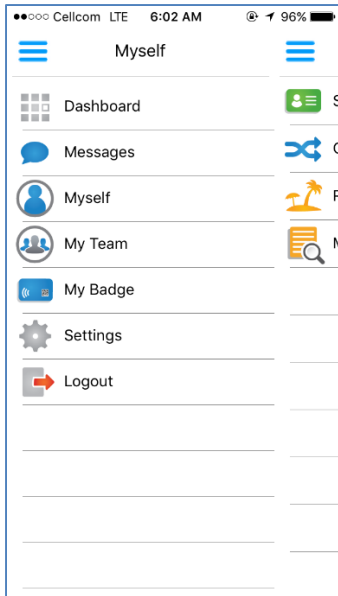 Cellcom LTE 6:02 AM 96%
Myself
Dashboard
Messages
Myself
My Team
My Badge
Settings
Logout